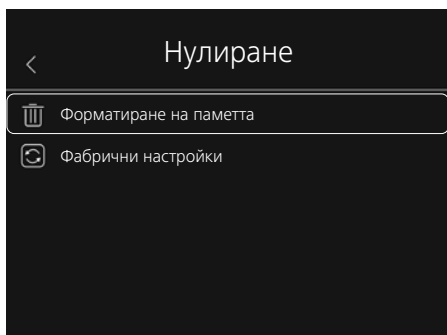 Нулиране
Форматиране на паметта
Фабрични настройки